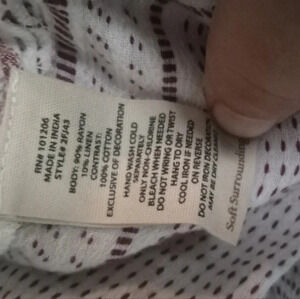 RN# 101206
MADE IN INDIA
STYLE# 2FJ43
BODY: 90% RAYON
10% LINEN
CONTRAST:
100% COTTON
EXCLUSIVE OF DECORATION
HAND WASH COLD
SEPARATELY
ONLY NON-CHLORINE
BLEACH WHEN NEEDED
DO NOT WRING OR TWIST
HANG TO DRY
COOL IRON IF NEEDED
ON REVERSE
DO NOT IRON DECORATION
MAY BE DRY CLEANED
Soft Surroundings